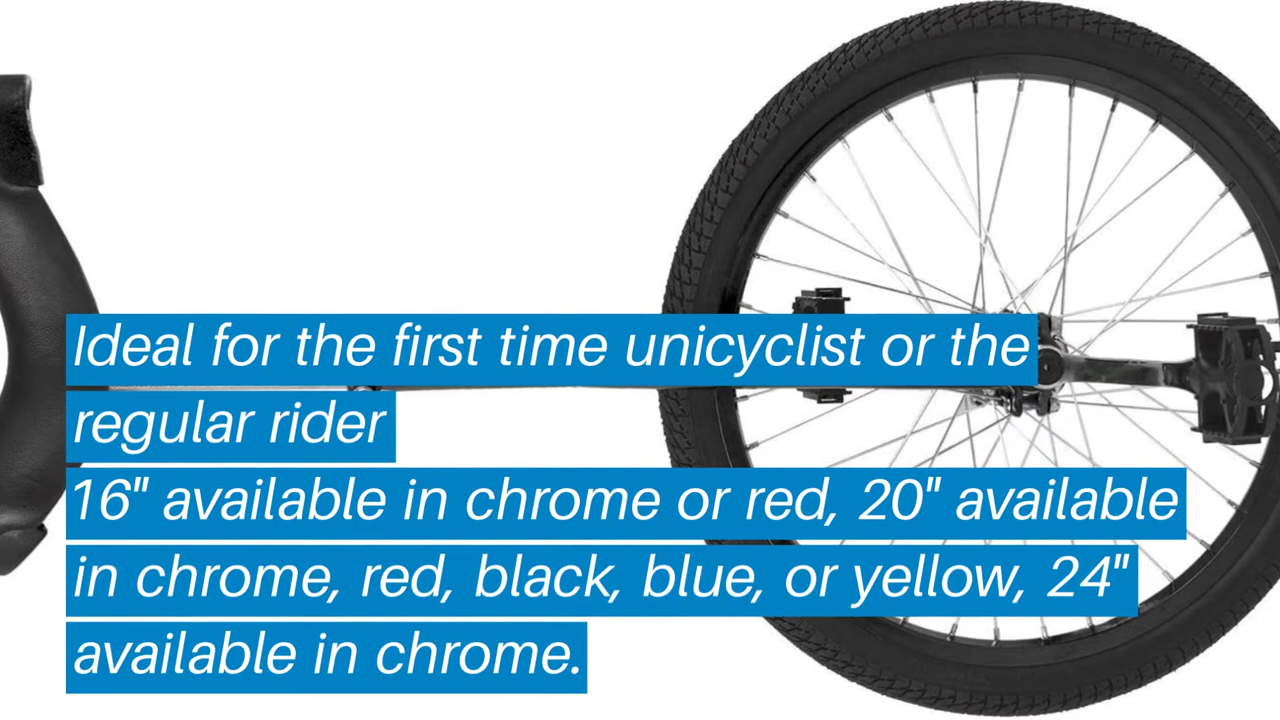 Ideal for the first time unicyclist or the
regular rider
16" available in chrome or red, 20" available
in chrome, red, black, blue, or yellow, 24"
available in chrome.